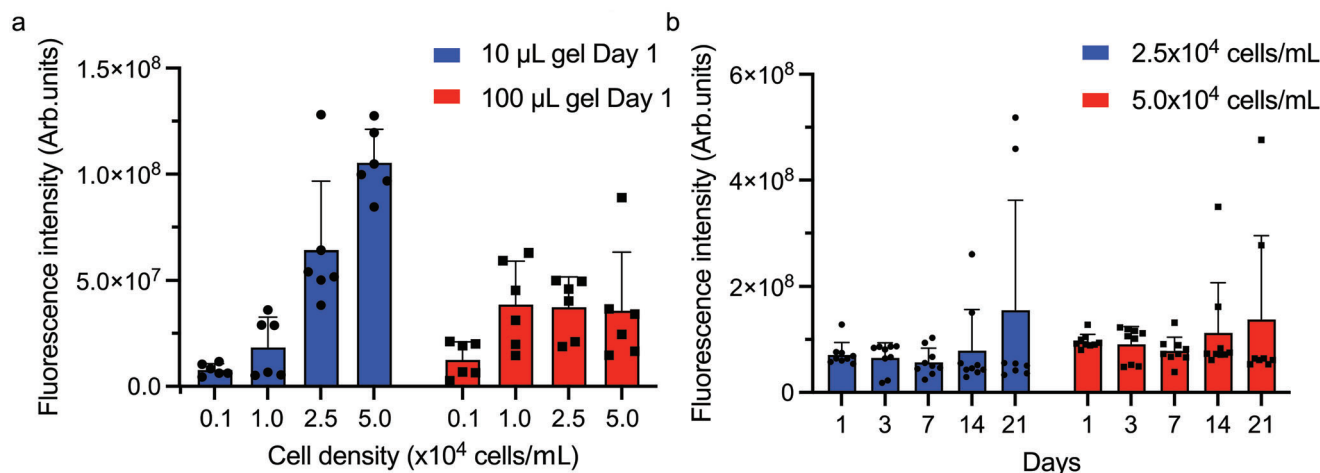 a
Fluorescence intensity (Arb.units)
1.5×10⁸
1.0×10⁸
5.0×10⁷
0.0
10 µL gel Day 1
100 µL gel Day 1
0.1 1.0 2.5 5.0 0.1 1.0 2.5 5.0
Cell density (x10⁴ cells/mL)
b
Fluorescence intensity (Arb.units)
6×10⁸
4×10⁸
2×10⁸
0
2.5x10⁴ cells/mL
5.0x10⁴ cells/mL
1 3 7 14 21 1 3 7 14 21
Days